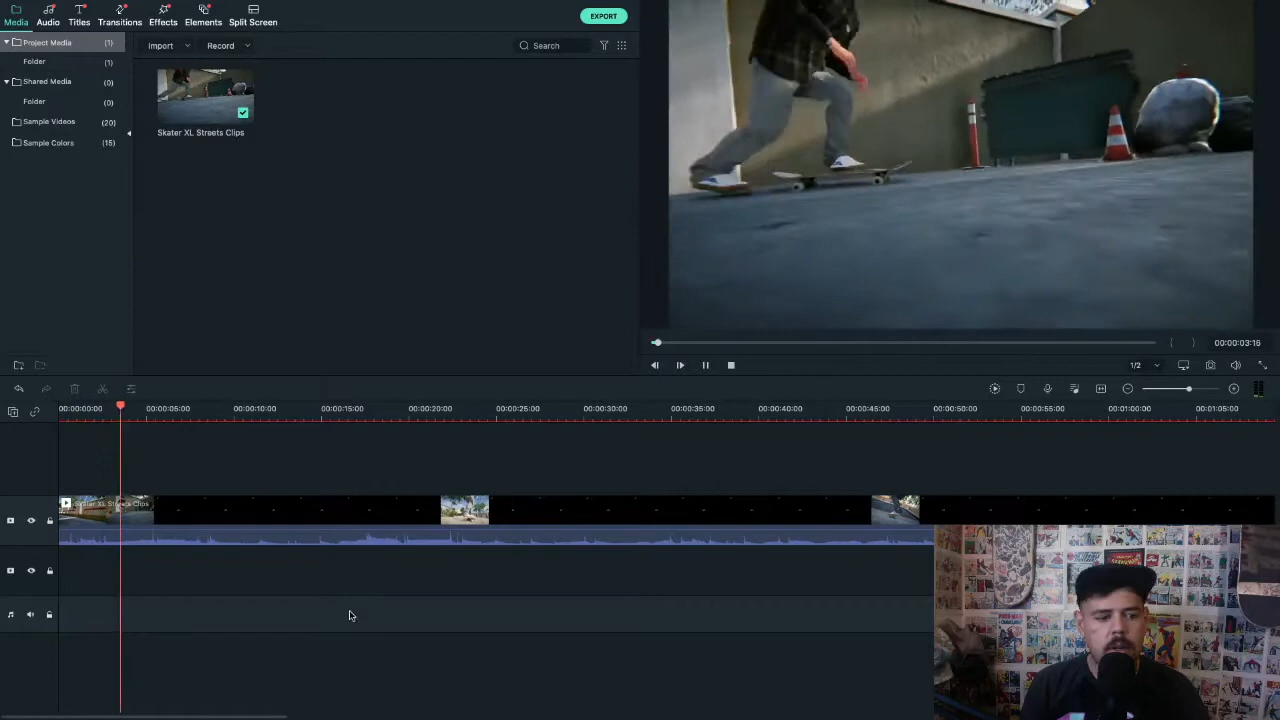 Media Audio Titles Transitions Effects Elements Split Screen EXPORT
Project Media (1) Import Record Search
Folder (1)
Shared Media (0)
Folder (0)
Sample Videos (20)
Skater XL Streets Clips
Sample Colors (15)
00:00:03:16
1/2
00:00:00:00 00:00:05:00 00:00:10:00 00:00:15:00 00:00:20:00 00:00:25:00 00:00:30:00 00:00:35:00 00:00:40:00 00:00:45:00 00:00:50:00 00:00:55:00 00:01:00:00 00:01:05:00
Skater XL Streets Clips